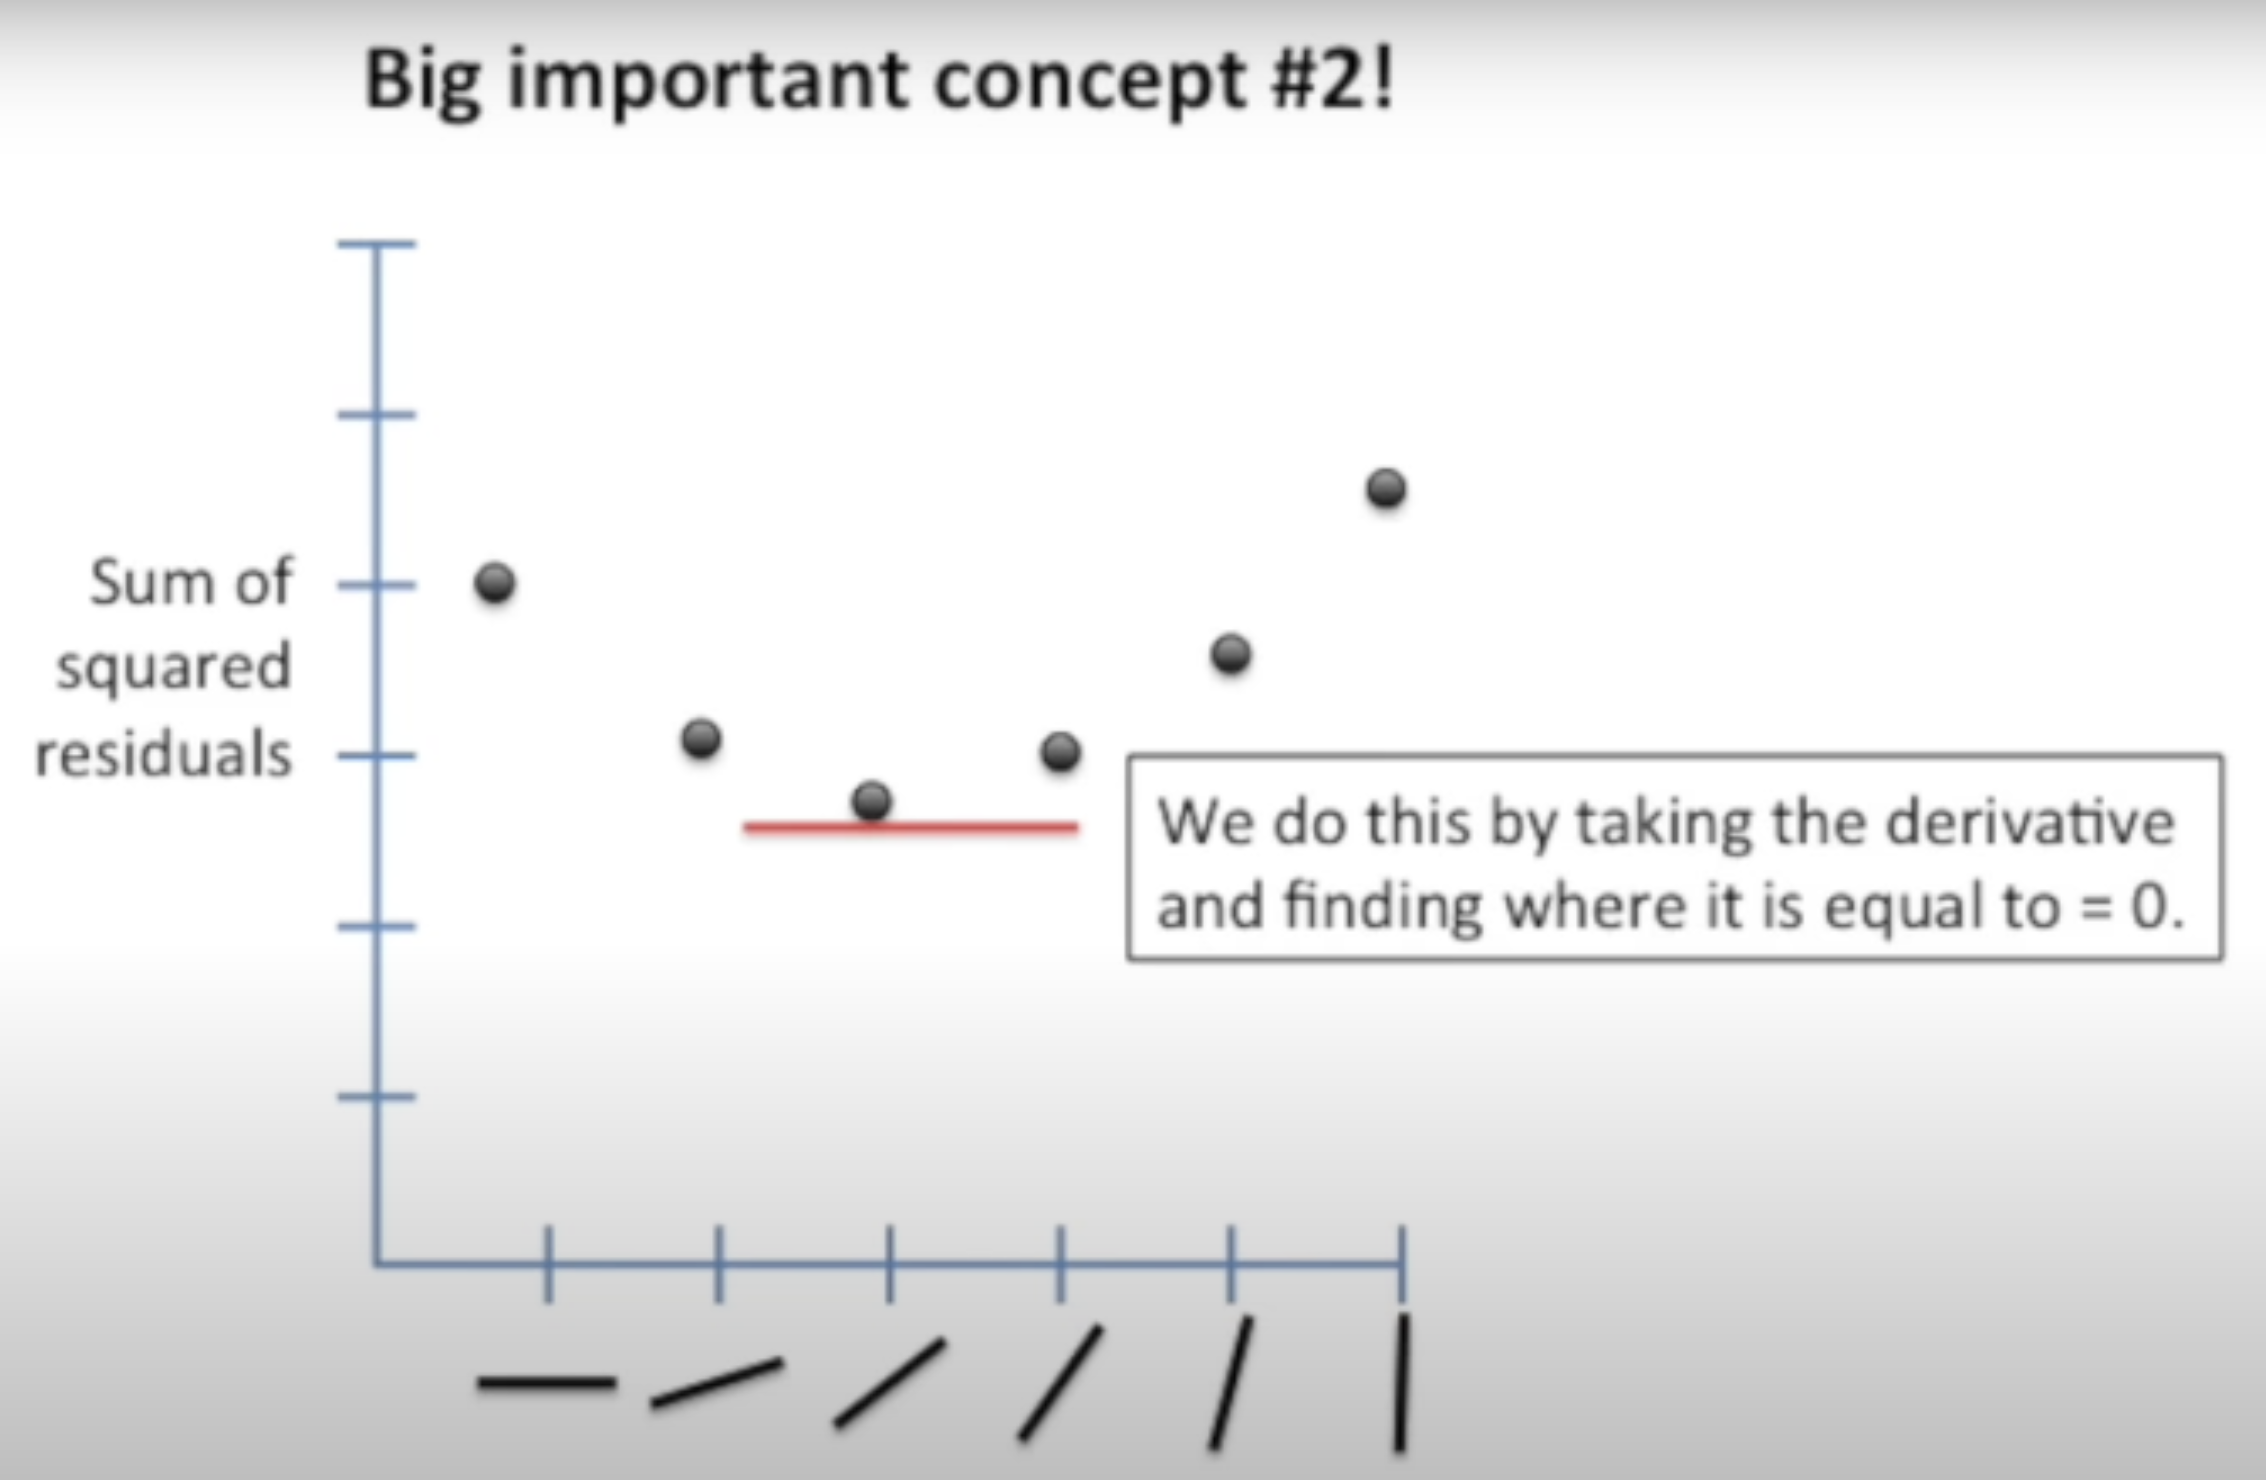 Big important concept #2!
Sum of
squared
residuals
We do this by taking the derivative
and finding where it is equal to = 0.